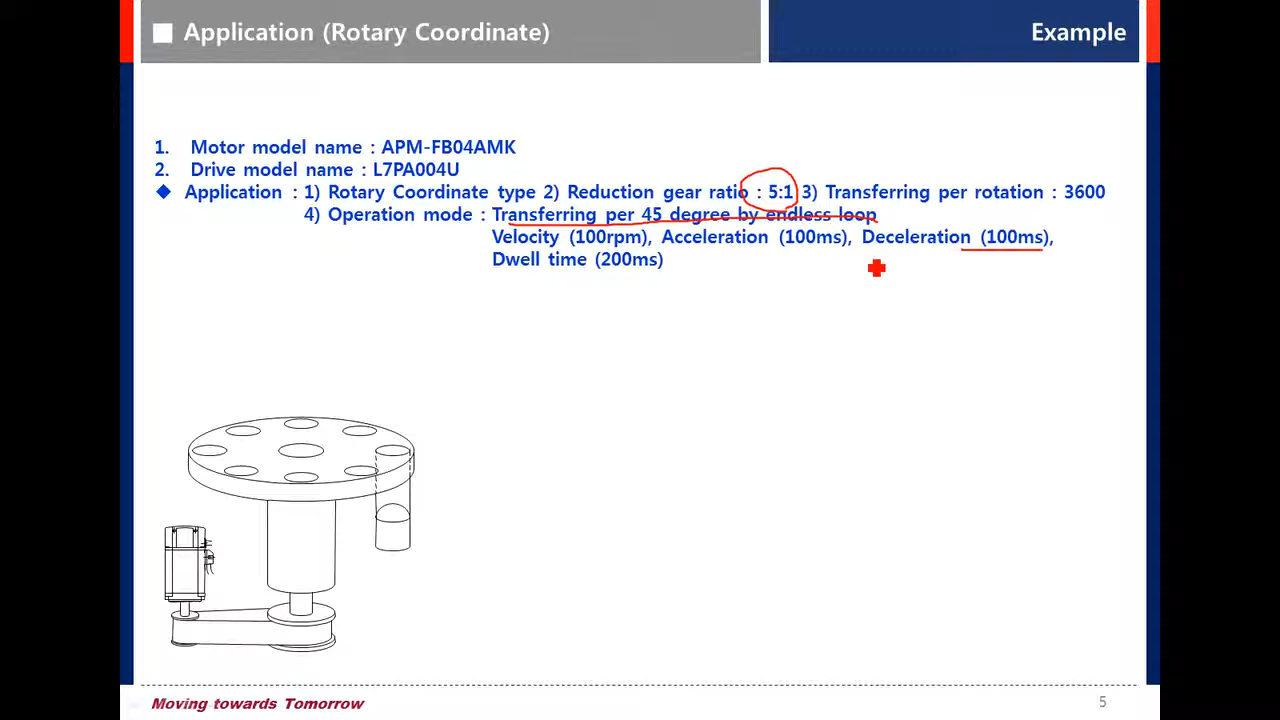 ■ Application (Rotary Coordinate)
Example
1. Motor model name : APM-FB04AMK
2. Drive model name : L7PA004U
◆ Application : 1) Rotary Coordinate type 2) Reduction gear ratio : 5:1 3) Transferring per rotation : 3600
4) Operation mode : Transferring per 45 degree by endless loop
Velocity (100rpm), Acceleration (100ms), Deceleration (100ms),
Dwell time (200ms)
Moving towards Tomorrow
5